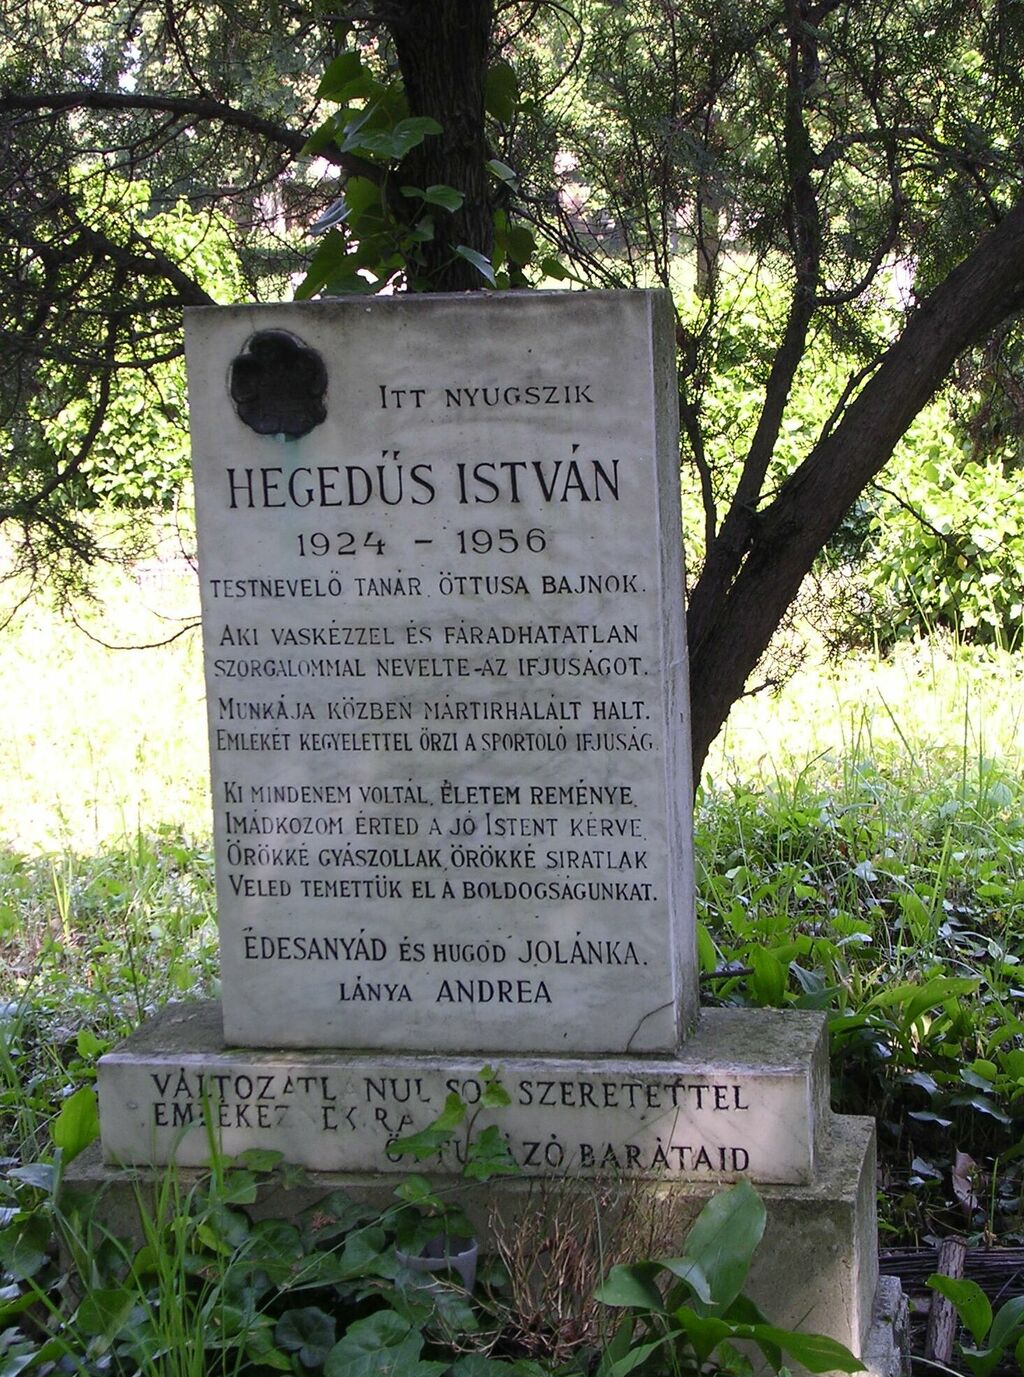 ITT NYUGSZIK
HEGEDŰS ISTVÁN
1924 - 1956
TESTNEVELŐ TANÁR. ÖTTUSA BAJNOK.
AKI VASKÉZZEL ÉS FÁRADHATATLAN
SZORGALOMMAL NEVELTE-AZ IFJUSÁGOT.
MUNKÁJA KÖZBEN MÁRTIRHALÁLT HALT.
EMLÉKÉT KEGYELETTEL ŐRZI A SPORTOLÓ IFJUSÁG.
KI MINDENEM VOLTÁL, ÉLETEM REMÉNYE,
IMÁDKOZOM ÉRTED A JÓ ISTENT KÉRVE,
ÖRÖKKÉ GYÁSZOLLAK, ÖRÖKKÉ SIRATLAK
VELED TEMETTÜK EL A BOLDOGSÁGUNKAT.
ÉDESANYÁD ÉS HUGOD JOLÁNKA.
LÁNYA ANDREA
VÁLTOZATLANUL SOK SZERETETTEL
BARÁTAID